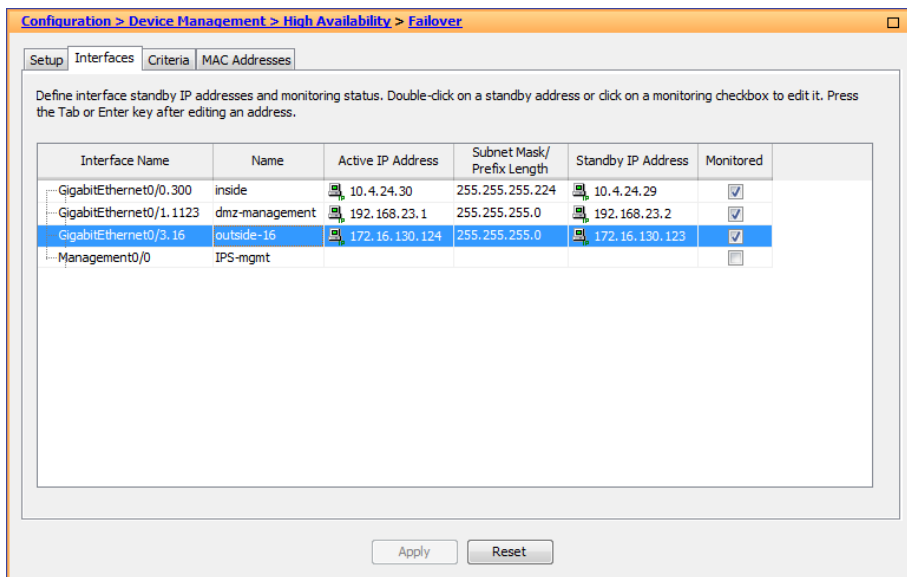 Configuration > Device Management > High Availability > Failover
Setup Interfaces Criteria MAC Addresses
Define interface standby IP addresses and monitoring status. Double-click on a standby address or click on a monitoring checkbox to edit it. Press
the Tab or Enter key after editing an address.
Interface Name Name Active IP Address Subnet Mask/ Prefix Length Standby IP Address Monitored
GigabitEthernet0/0.300 inside 10.4.24.30 255.255.255.224 10.4.24.29
GigabitEthernet0/1.1123 dmz-management 192.168.23.1 255.255.255.0 192.168.23.2
GigabitEthernet0/3.16 outside-16 172.16.130.124 255.255.255.0 172.16.130.123
Management0/0 IPS-mgmt
Apply Reset